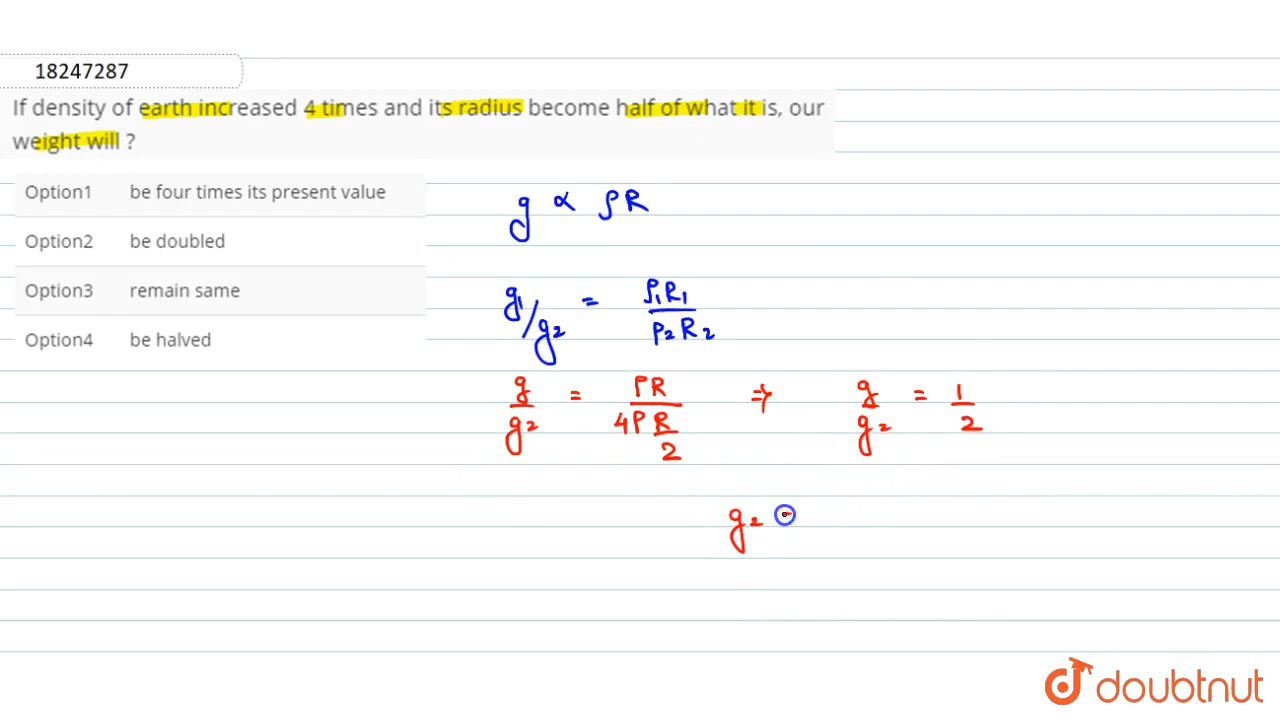 18247287
If density of earth increased 4 times and its radius become half of what it is, our
weight will ?
Option1 be four times its present value
Option2 be doubled
Option3 remain same
Option4 be halved
g ∝ ρR
g₁/g₂ = ρ₁R₁/ρ₂R₂
g/g₂ = ρR/4ρ R/2 ⇒ g/g₂ = 1/2
g₂
doubtnut